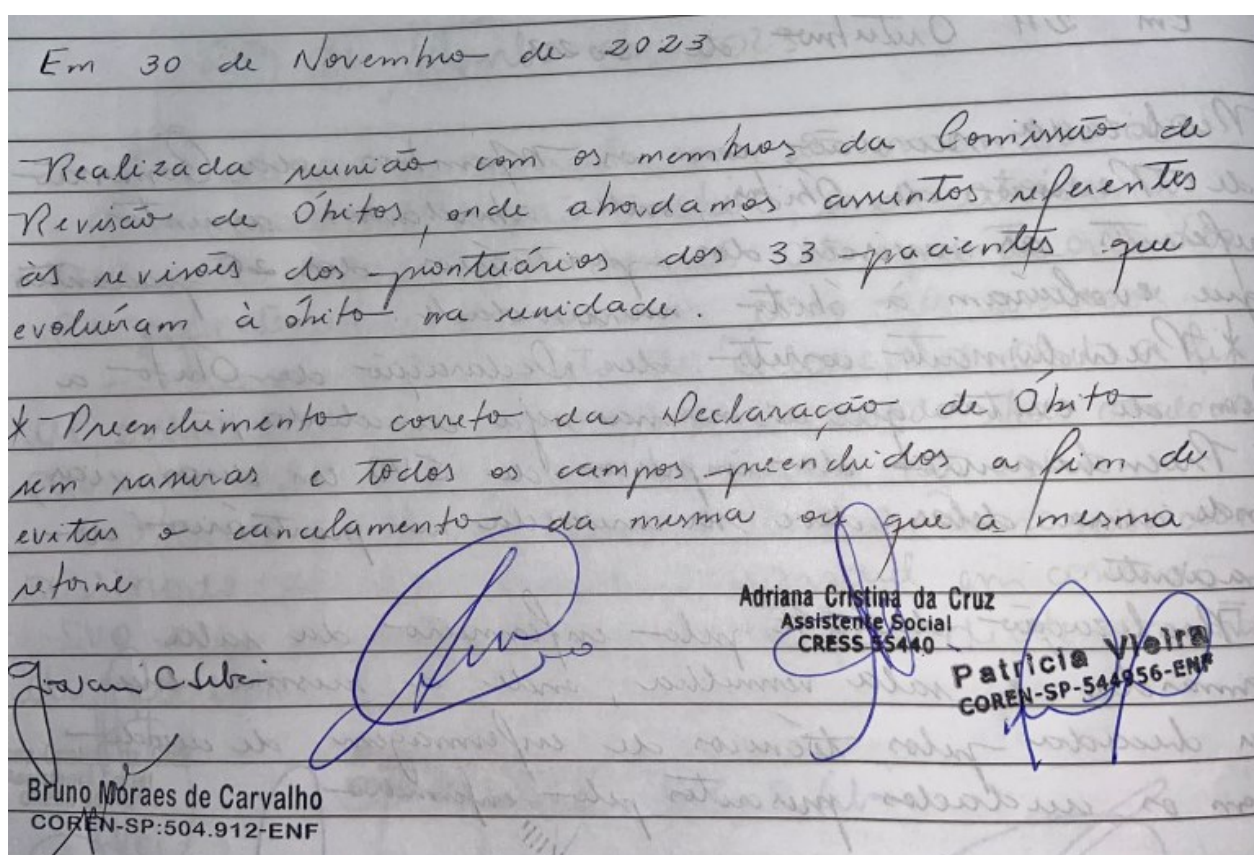 Em 30 de Novembro de 2023
Realizada reunião com os membros da Comissão de
Revisão de Óbitos, onde abordamos assuntos referentes
às revisões dos prontuários dos 33 pacientes que
evoluíram à óbito na unidade.
* Preenchimento correto da Declaração de Óbito
sem rasuras e todos os campos preenchidos a fim de
evitar o cancelamento da mesma ou que a mesma
retorne
Adriana Cristina da Cruz
Assistente Social
CRESS 55440
Patricia Vieira
COREN-SP-544956-ENF
Bruno Moraes de Carvalho
COREN-SP:504.912-ENF